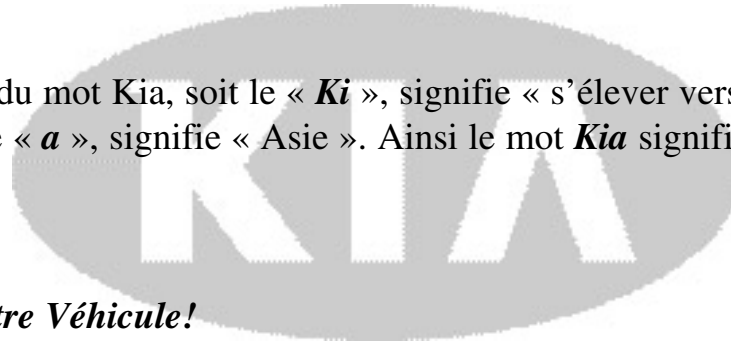 du mot Kia, soit le « Ki », signifie « s'élever vers
« a », signifie « Asie ». Ainsi le mot Kia signifi
KIA
tre Véhicule!